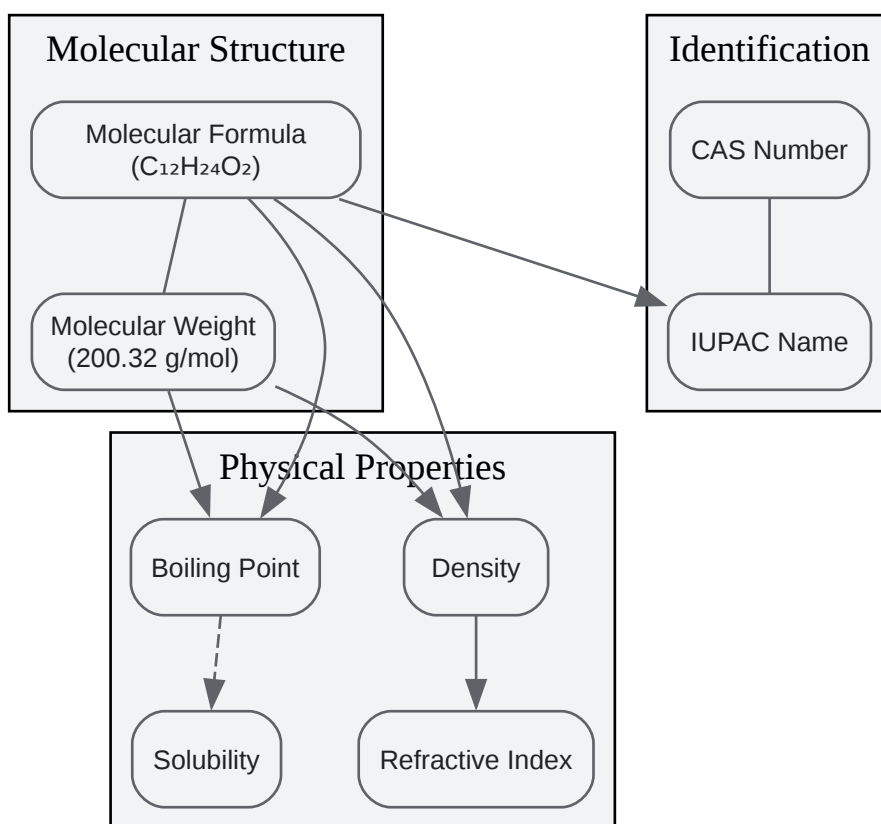 Molecular Structure
Molecular Formula
(C₁₂H₂₄O₂)
Molecular Weight
(200.32 g/mol)
Identification
CAS Number
IUPAC Name
Physical Properties
Boiling Point
Density
Solubility
Refractive Index